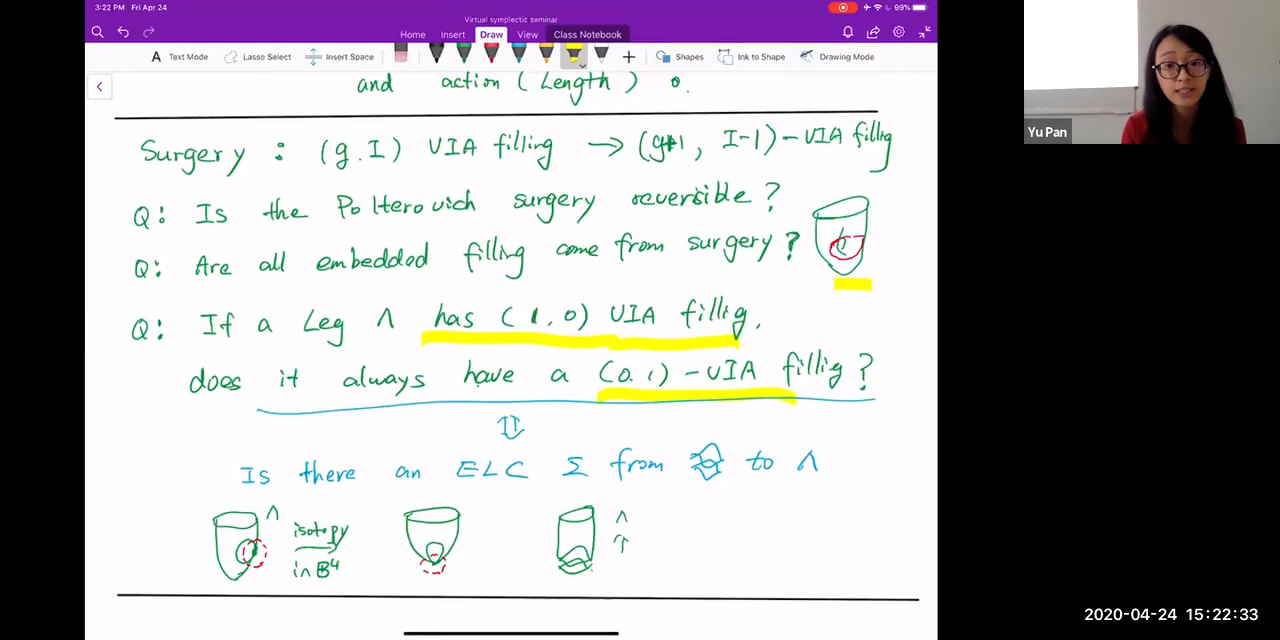 3:22 PM Fri Apr 24
99%
Virtual symplectic seminar
Home Insert Draw View Class Notebook
Text Mode Lasso Select Insert Space Shapes Ink to Shape Drawing Mode
and action (Length) 0.
Surgery : (g.I) VIA filling → (g+1, I-1) - VIA fillig
Q: Is the Polterovich surgery reversible?
Q: Are all embedded filling come from surgery?
Q: If a Leg Λ has (1,0) VIA fillig,
does it always have a (0.1) - VIA fillig?
⇕
Is there an ELC Σ from to Λ
Λ isotopy in B4
Λ
↑
Yu Pan
2020-04-24 15:22:33